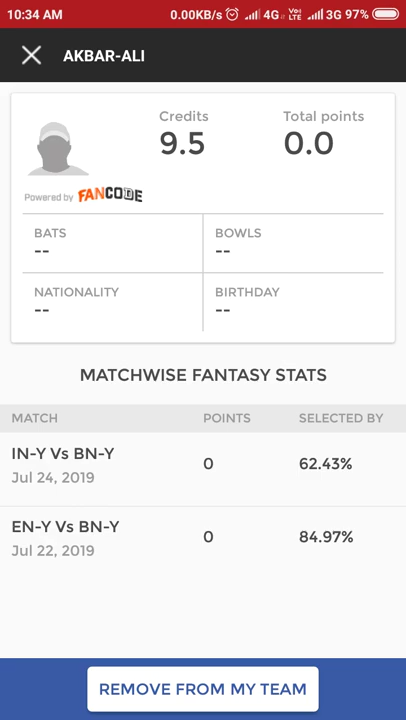 10:34 AM 0.00KB/s 4G VoLTE 3G 97%
AKBAR-ALI
Credits Total points
9.5 0.0
Powered by FANCODE
BATS BOWLS
-- --
NATIONALITY BIRTHDAY
-- --
MATCHWISE FANTASY STATS
MATCH POINTS SELECTED BY
IN-Y Vs BN-Y
0 62.43%
Jul 24, 2019
EN-Y Vs BN-Y
0 84.97%
Jul 22, 2019
REMOVE FROM MY TEAM